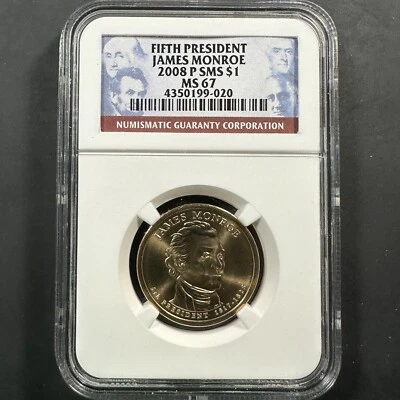 FIFTH PRESIDENT
JAMES MONROE
2008 P SMS $1
MS 67
4350199-020
NUMISMATIC GUARANTY CORPORATION
JAMES MONROE
PRESIDENT